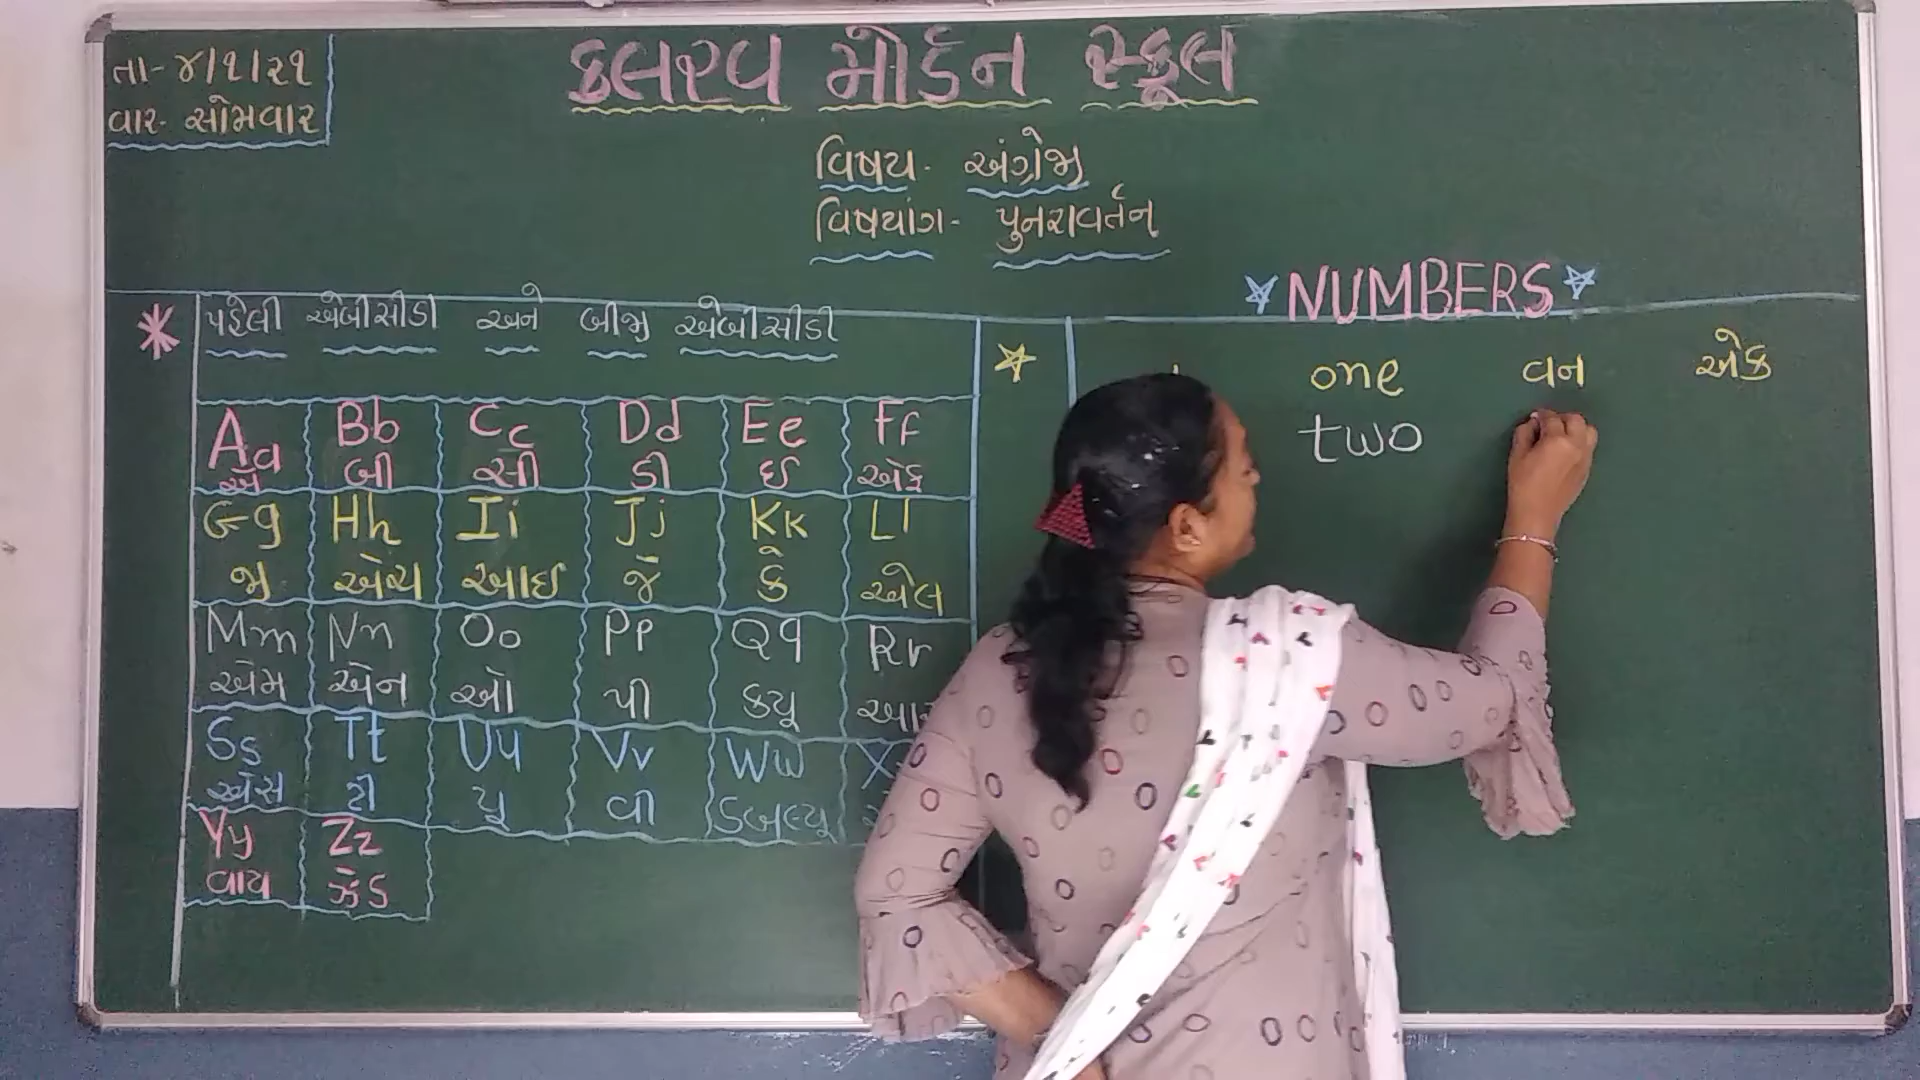 તા-૪/૧/૨૧
વાર- સોમવાર
કલરવ મોર્ડન સ્કૂલ
વિષય- અંગ્રેજી
વિષયાંગ- પુનરાવર્તન
પહેલી એબીસીડી અને બીજી એબીસીડી
Aa Bb Cc Dd Ee Ff
એ બી સી ડી ઈ એફ
Gg Hh Ii Jj Kk Ll
જી એચ આઈ જે કે એલ
Mm Nn Oo Pp Qq Rr
એમ એન ઓ પી ક્યૂ આર
Ss Tt Uu Vv Ww X
એસ ટી યૂ વી ડબલ્યૂ
Yy Zz
વાય ઝેડ
NUMBERS
one વન એક
two